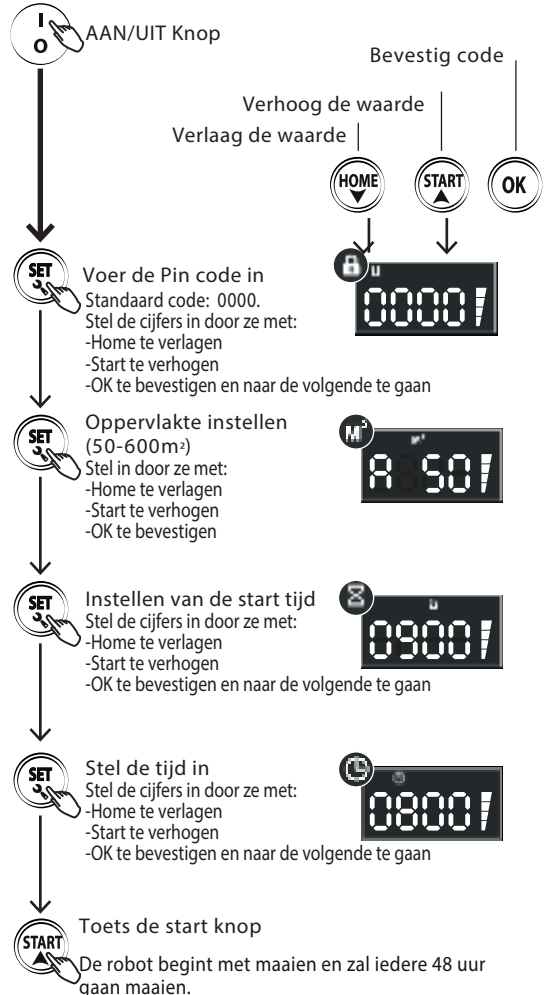 I
O
AAN/UIT Knop
Bevestig code
Verhoog de waarde
Verlaag de waarde
HOME
START
OK
SET
Voer de Pin code in
Standaard code: 0000.
Stel de cijfers in door ze met:
-Home te verlagen
-Start te verhogen
-OK te bevestigen en naar de volgende te gaan
0000
SET
Oppervlakte instellen
(50-600m²)
Stel in door ze met:
-Home te verlagen
-Start te verhogen
-OK te bevestigen
M²
M²
A 50
SET
Instellen van de start tijd
Stel de cijfers in door ze met:
-Home te verlagen
-Start te verhogen
-OK te bevestigen en naar de volgende te gaan
0900
SET
Stel de tijd in
Stel de cijfers in door ze met:
-Home te verlagen
-Start te verhogen
-OK te bevestigen en naar de volgende te gaan
0800
START
Toets de start knop
De robot begint met maaien en zal iedere 48 uur
gaan maaien.